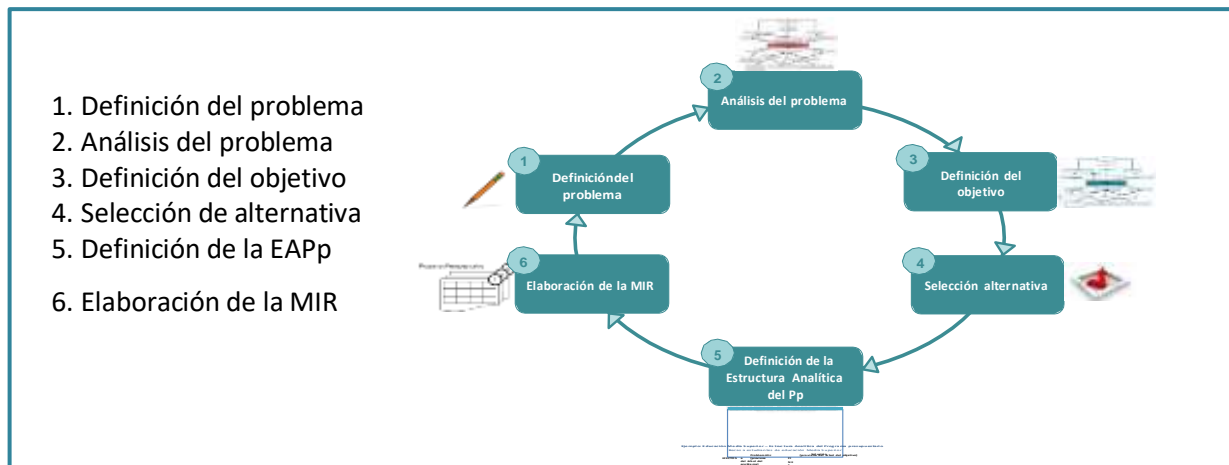 1. Definición del problema
2. Análisis del problema
3. Definición del objetivo
4. Selección de alternativa
5. Definición de la EAPp
6. Elaboración de la MIR
1
Definicióndel
problema
2
Análisis del problema
3
Definición del
objetivo
4
Selección alternativa
5
Definición de la
Estructura Analítica
del Pp
6
Elaboración de la MIR